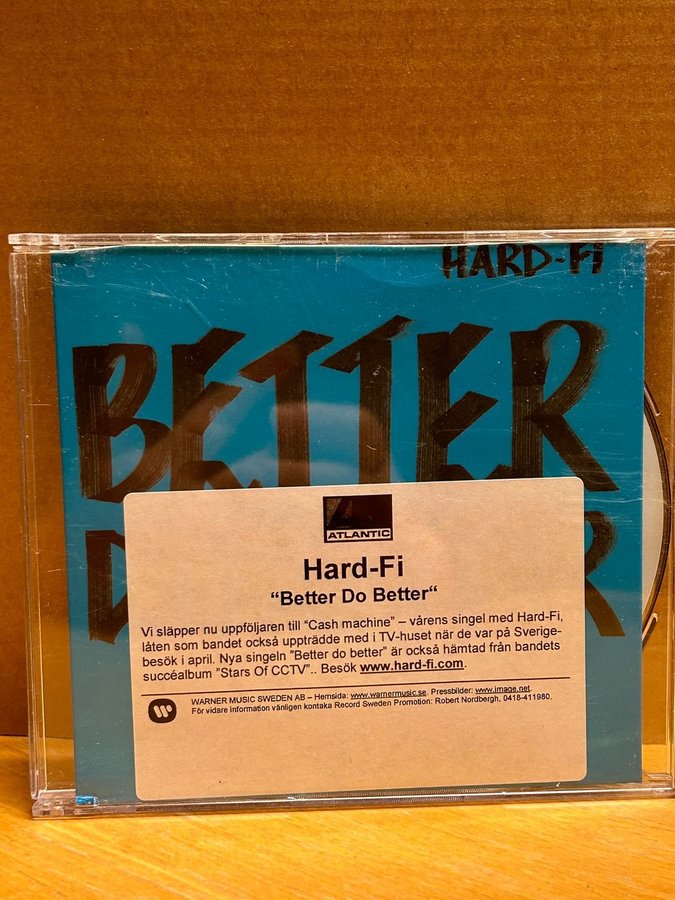 HARD-Fi
BETTER
D R
ATLANTIC
Hard-Fi
“Better Do Better“
Vi släpper nu uppföljaren till ”Cash machine” – vårens singel med Hard-Fi,
låten som bandet också uppträdde med i TV-huset när de var på Sverige-
besök i april. Nya singeln ”Better do better” är också hämtad från bandets
succéalbum ”Stars Of CCTV”.. Besök www.hard-fi.com.
WARNER MUSIC SWEDEN AB – Hemsida: www.warnermusic.se. Pressbilder: www.image.net.
För vidare information vänligen kontaka Record Sweden Promotion: Robert Nordbergh, 0418-411980.